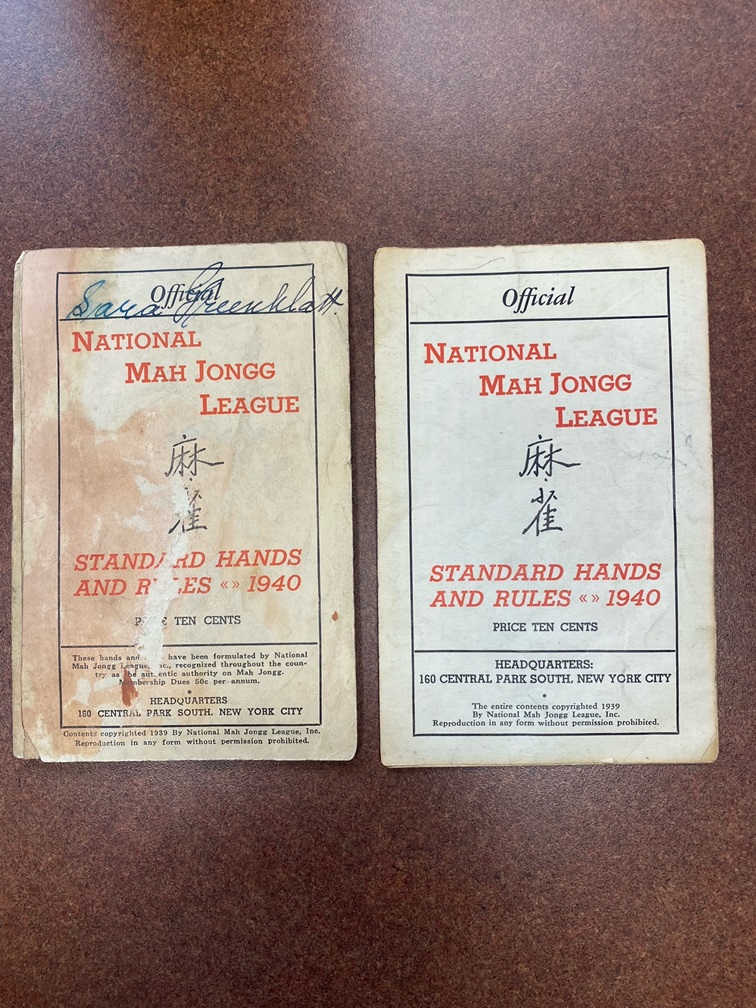 Official
Sara Greenblatt.
NATIONAL
MAH JONGG
LEAGUE
麻
雀
STANDARD HANDS
AND RULES «» 1940
PRICE TEN CENTS
These hands and have been formulated by National
Mah Jongg League, Inc., recognized throughout the coun-
try as the authentic authority on Mah Jongg.
Membership Dues 50c per annum.
HEADQUARTERS
160 CENTRAL PARK SOUTH, NEW YORK CITY
Contents copyrighted 1939 By National Mah Jongg League, Inc.
Reproduction in any form without permission prohibited.
Official
NATIONAL
MAH JONGG
LEAGUE
麻
雀
STANDARD HANDS
AND RULES «» 1940
PRICE TEN CENTS
HEADQUARTERS:
160 CENTRAL PARK SOUTH, NEW YORK CITY
The entire contents copyrighted 1939
By National Mah Jongg League, Inc.
Reproduction in any form without permission prohibited.